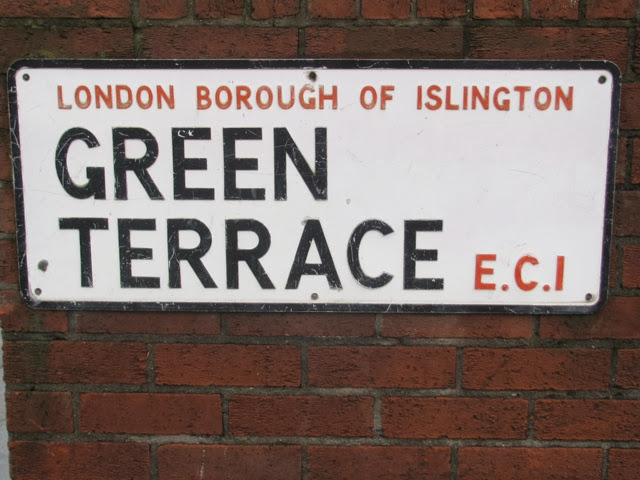 LONDON BOROUGH OF ISLINGTON
GREEN
TERRACE E.C.1